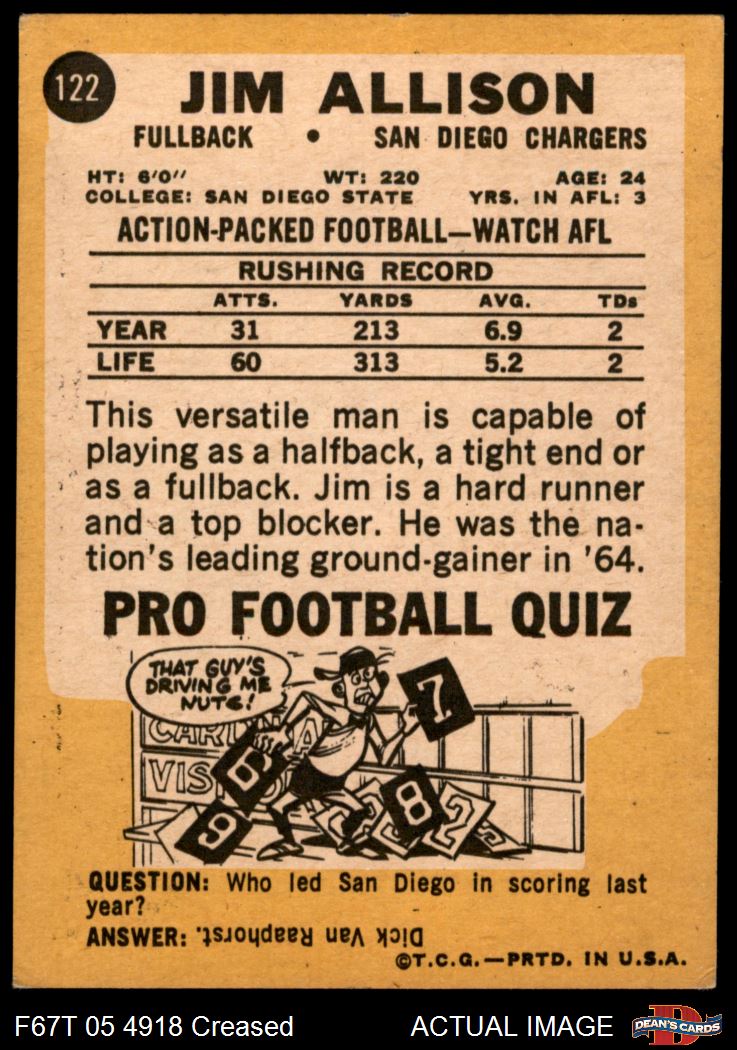 122
JIM ALLISON
FULLBACK • SAN DIEGO CHARGERS
HT: 6'0" WT: 220 AGE: 24
COLLEGE: SAN DIEGO STATE YRS. IN AFL: 3
ACTION-PACKED FOOTBALL—WATCH AFL
RUSHING RECORD
ATTS. YARDS AVG. TDs
YEAR 31 213 6.9 2
LIFE 60 313 5.2 2
This versatile man is capable of
playing as a halfback, a tight end or
as a fullback. Jim is a hard runner
and a top blocker. He was the na-
tion's leading ground-gainer in '64.
PRO FOOTBALL QUIZ
THAT GUY'S
DRIVING ME
NUTS!
7
6
9
8
2
5
QUESTION: Who led San Diego in scoring last
year?
ANSWER: Dick Van Raaphorst.
©T.C.G.—PRTD. IN U.S.A.
F67T 05 4918 Creased ACTUAL IMAGE
D
DEAN'S CARDS